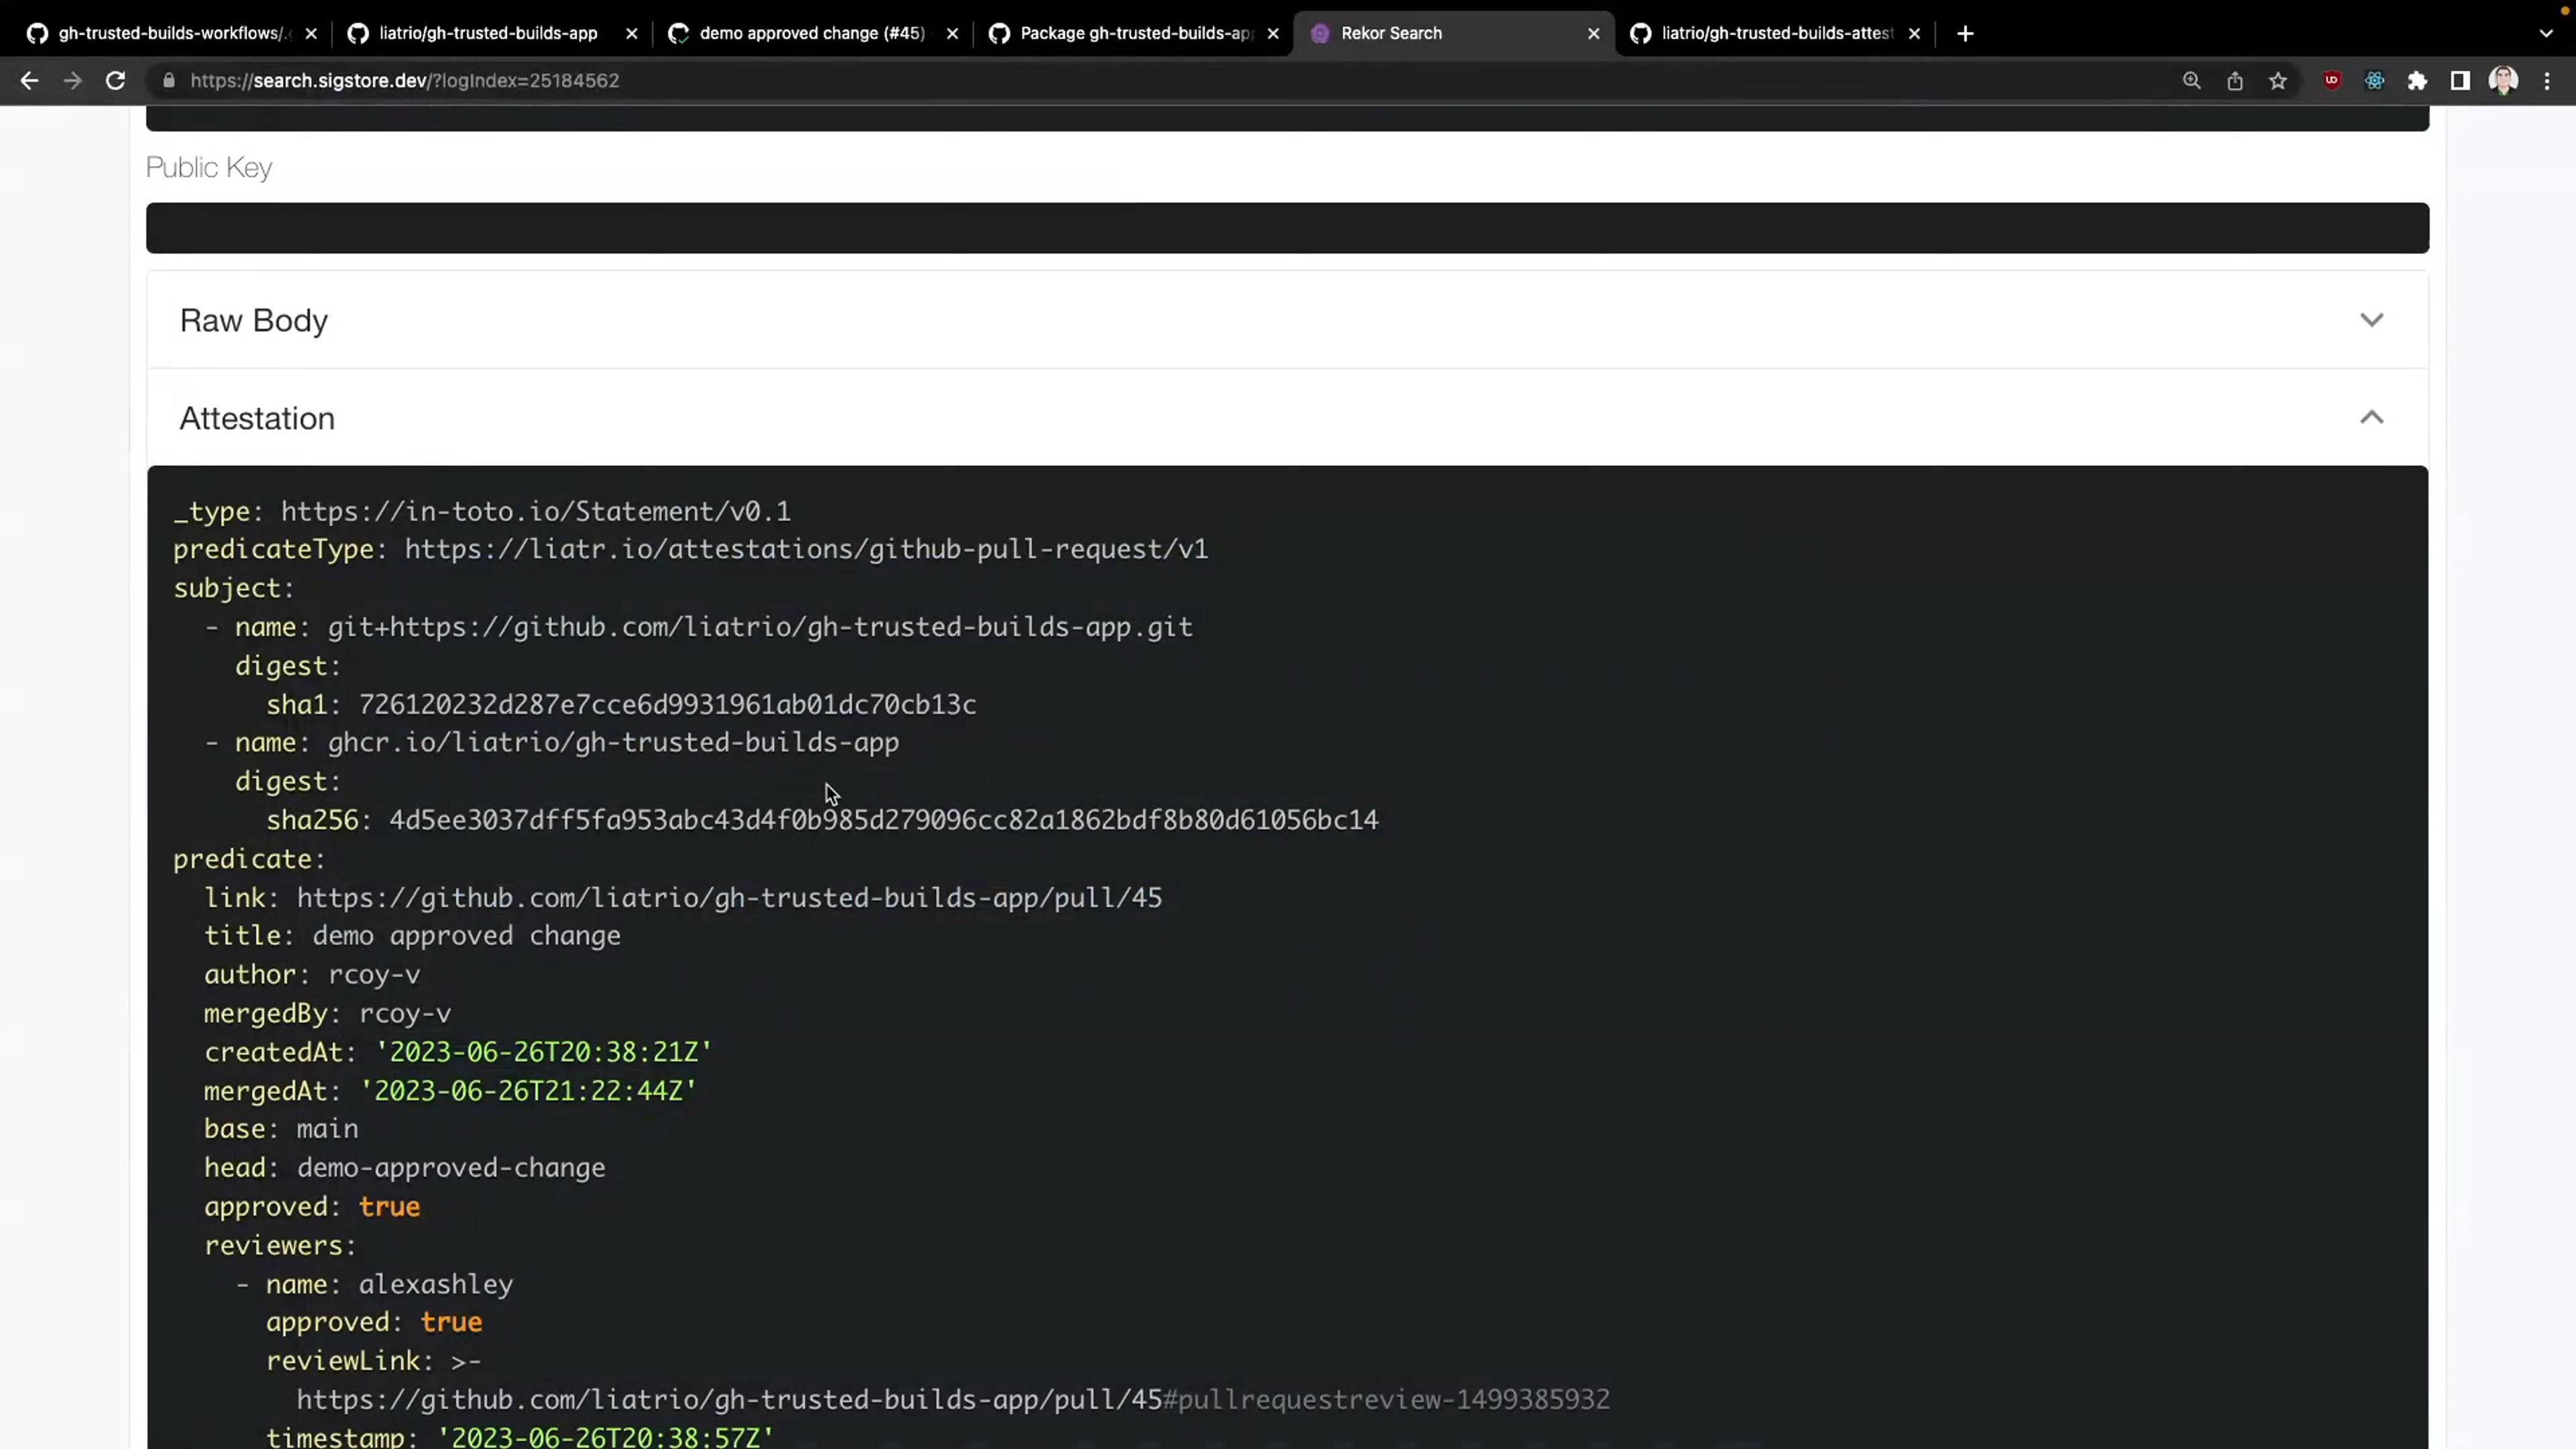 gh-trusted-builds-workflows/.g
liatrio/gh-trusted-builds-app
demo approved change (#45)
Package gh-trusted-builds-app
Rekor Search
liatrio/gh-trusted-builds-attest
https://search.sigstore.dev/?logIndex=25184562
Public Key
Raw Body
Attestation
_type: https://in-toto.io/Statement/v0.1
predicateType: https://liatr.io/attestations/github-pull-request/v1
subject:
- name: git+https://github.com/liatrio/gh-trusted-builds-app.git
digest:
sha1: 726120232d287e7cce6d9931961ab01dc70cb13c
- name: ghcr.io/liatrio/gh-trusted-builds-app
digest:
sha256: 4d5ee3037dff5fa953abc43d4f0b985d279096cc82a1862bdf8b80d61056bc14
predicate:
link: https://github.com/liatrio/gh-trusted-builds-app/pull/45
title: demo approved change
author: rcoy-v
mergedBy: rcoy-v
createdAt: '2023-06-26T20:38:21Z'
mergedAt: '2023-06-26T21:22:44Z'
base: main
head: demo-approved-change
approved: true
reviewers:
- name: alexashley
approved: true
reviewLink: >-
https://github.com/liatrio/gh-trusted-builds-app/pull/45#pullrequestreview-1499385932
timestamp: '2023-06-26T20:38:57Z'